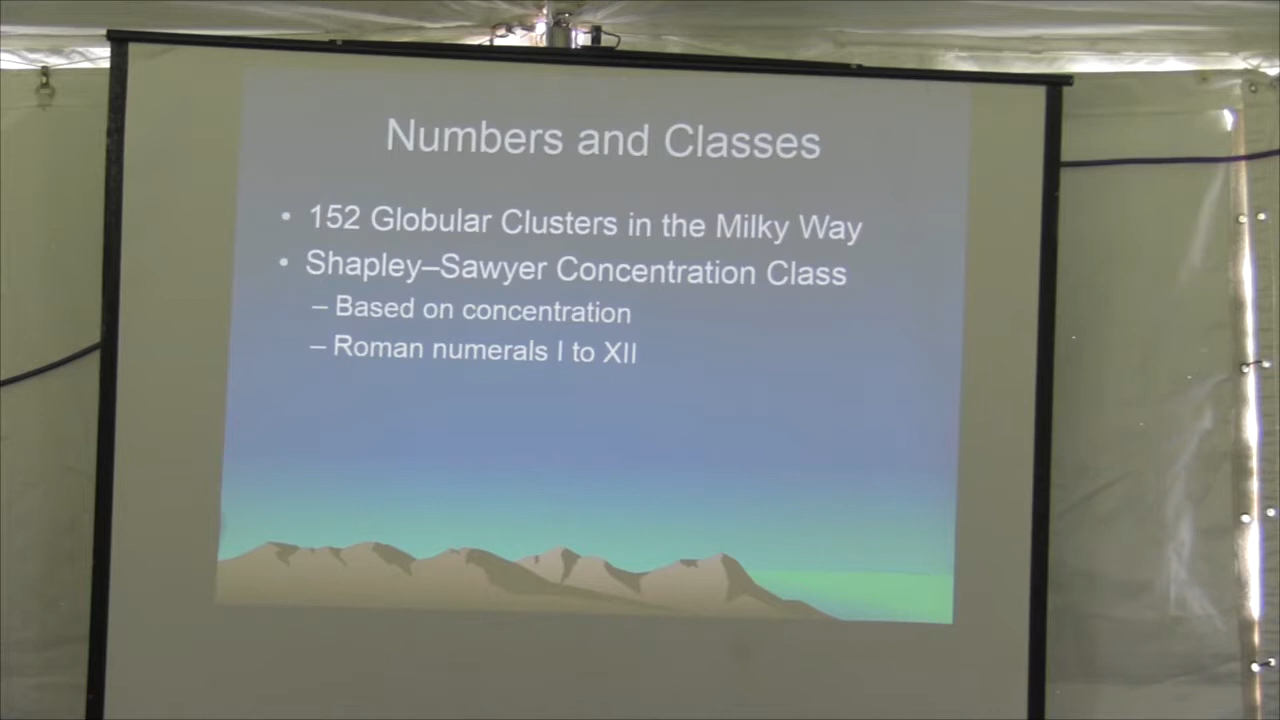 Numbers and Classes
• 152 Globular Clusters in the Milky Way
• Shapley–Sawyer Concentration Class
– Based on concentration
– Roman numerals I to XII